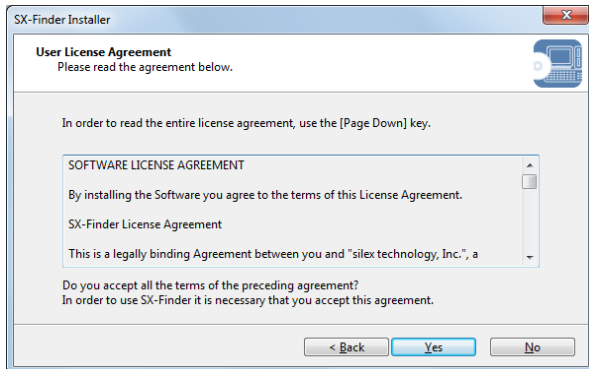 SX-Finder Installer
User License Agreement
Please read the agreement below.
In order to read the entire license agreement, use the [Page Down] key.
SOFTWARE LICENSE AGREEMENT
By installing the Software you agree to the terms of this License Agreement.
SX-Finder License Agreement
This is a legally binding Agreement between you and "silex technology, Inc.", a
Do you accept all the terms of the preceding agreement?
In order to use SX-Finder it is necessary that you accept this agreement.
< Back Yes No